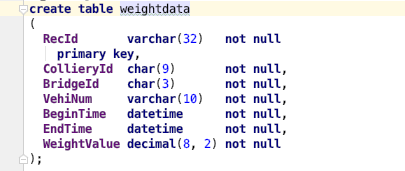 create table weightdata
(
RecId varchar(32) not null
primary key,
CollieryId char(9) not null,
BridgeId char(3) not null,
VehiNum varchar(10) not null,
BeginTime datetime not null,
EndTime datetime not null,
WeightValue decimal(8, 2) not null
);